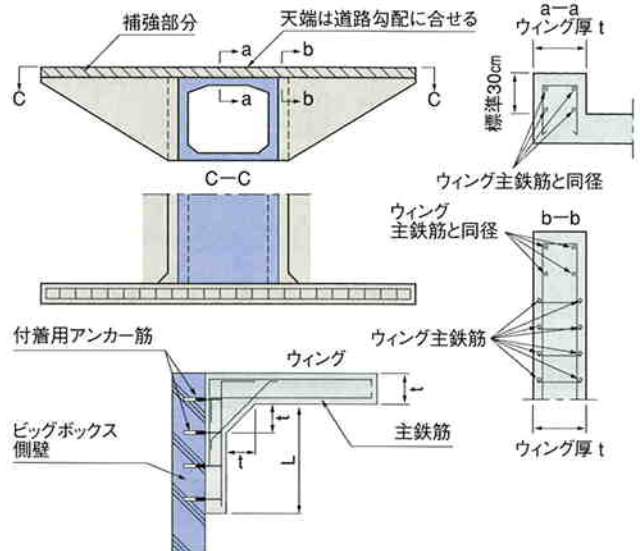 補強部分
天端は道路勾配に合せる
a
b
a
b
C
C
C－C
a－a
ウィング厚 t
標準30cm
ウィング主鉄筋と同径
b－b
ウィング
主鉄筋と同径
ウィング主鉄筋
ウィング厚 t
付着用アンカー筋
ウィング
ビッグボックス
側壁
主鉄筋
t
t
t
L